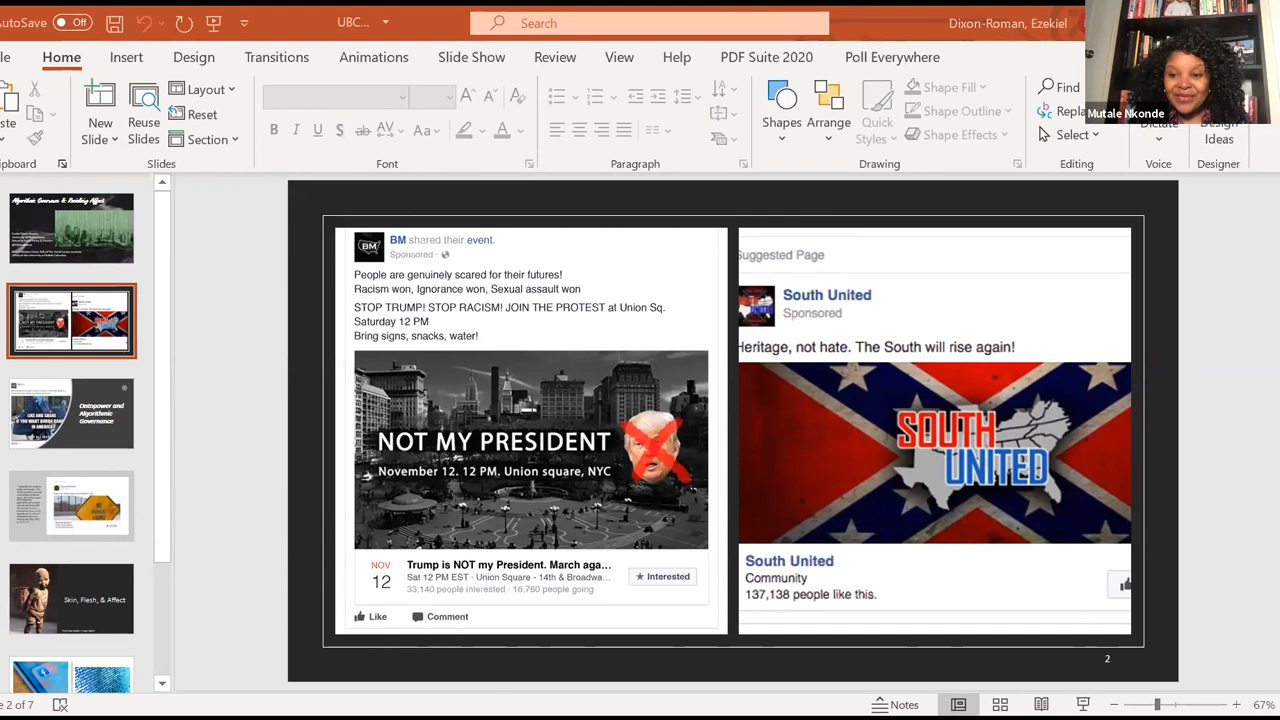 AutoSave Off
UBC...
Search
Dixon-Roman, Ezekiel
Home Insert Design Transitions Animations Slide Show Review View Help PDF Suite 2020 Poll Everywhere
New Slide
Reuse Slides
Layout
Reset
Section
Shapes
Arrange
Quick Styles
Shape Fill
Shape Outline
Shape Effects
Find
Select
Dictate
Design Ideas
Mutale Nkonde
Slides
Font
Paragraph
Drawing
Editing
Voice
Designer
BM shared their event.
Sponsored
People are genuinely scared for their futures!
Racism won, Ignorance won, Sexual assault won
STOP TRUMP! STOP RACISM! JOIN THE PROTEST at Union Sq.
Saturday 12 PM
Bring signs, snacks, water!
BM
NOT MY PRESIDENT
November 12. 12 PM. Union square, NYC
NOV
12
Trump is NOT my President. March aga...
Sat 12 PM EST · Union Square - 14th & Broadwa...
33,140 people interested · 16,760 people going
Interested
Like Comment
Suggested Page
South United
Sponsored
Heritage, not hate. The South will rise again!
SOUTH
UNITED
South United
Community
137,138 people like this.
2
Ontopower and
Algorithmic
Governance
Skin, Flesh, & Affect
2 of 7
Notes
67%